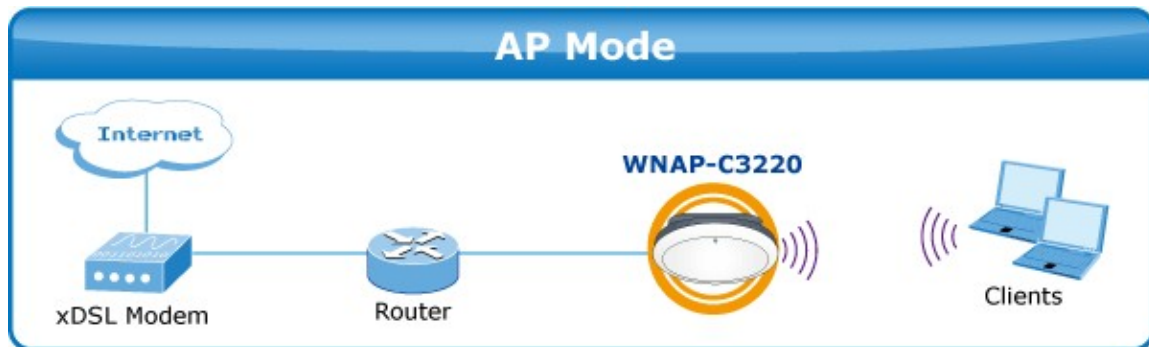 AP Mode
Internet
WNAP-C3220
xDSL Modem
Router
Clients